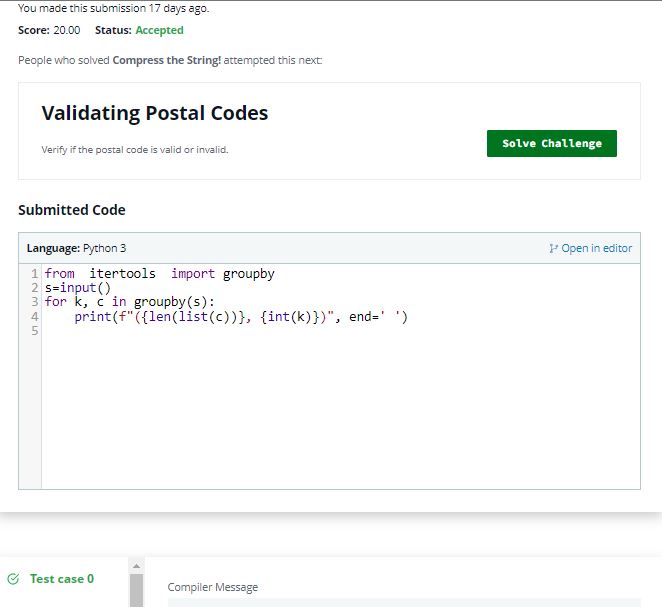 You made this submission 17 days ago.
Score: 20.00 Status: Accepted
People who solved Compress the String! attempted this next:
Validating Postal Codes
Verify if the postal code is valid or invalid.
Solve Challenge
Submitted Code
Language: Python 3 Open in editor
1 from  itertools  import groupby
2 s=input()
3 for k, c in groupby(s):
4     print(f"({len(list(c))}, {int(k)})", end=' ')
5
Test case 0
Compiler Message